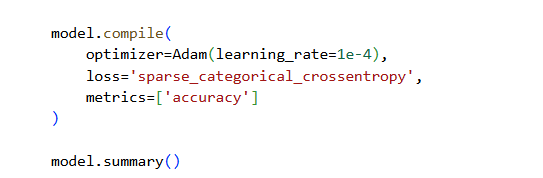 model.compile(
    optimizer=Adam(learning_rate=1e-4),
    loss='sparse_categorical_crossentropy',
    metrics=['accuracy']
)
model.summary()